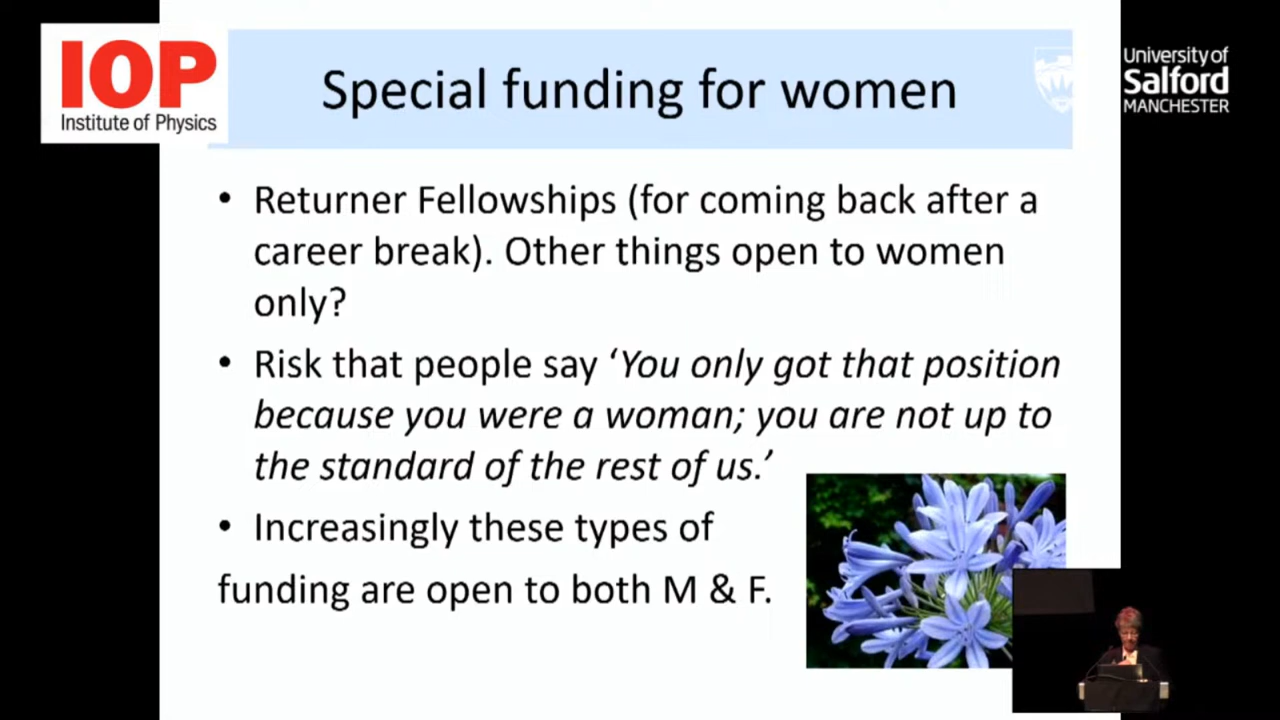 IOP
Institute of Physics
Special funding for women
University of
Salford
MANCHESTER
• Returner Fellowships (for coming back after a
career break). Other things open to women
only?
• Risk that people say ‘You only got that position
because you were a woman; you are not up to
the standard of the rest of us.’
• Increasingly these types of
funding are open to both M & F.